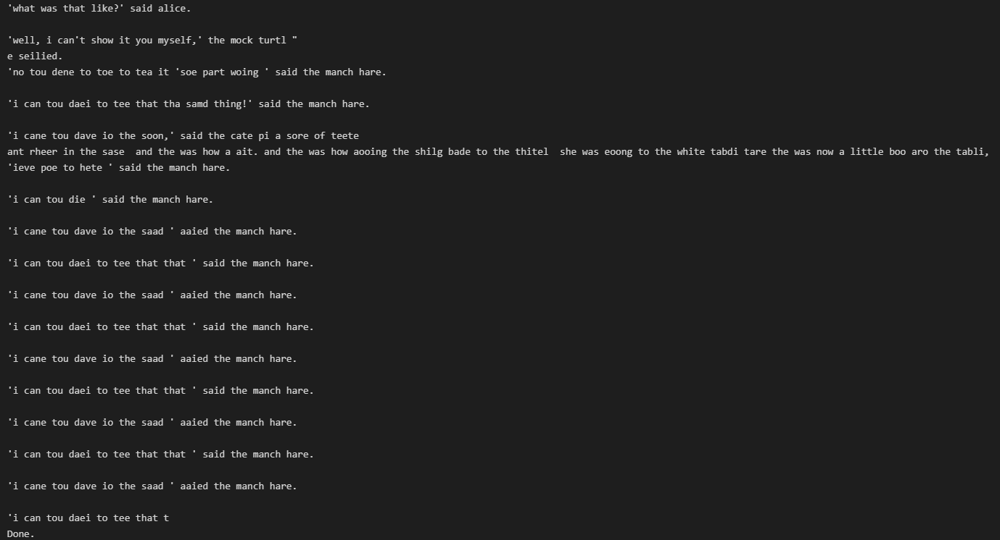 'what was that like?' said alice.
'well, i can't show it you myself,' the mock turtl "
e seilied.
'no tou dene to toe to tea it 'soe part woing ' said the manch hare.
'i can tou daei to tee that tha samd thing!' said the manch hare.
'i cane tou dave io the soon,' said the cate pi a sore of teete
ant rheer in the sase  and the was how a ait. and the was how aooing the shilg bade to the thitel  she was eoong to the white tabdi tare the was now a little boo aro the tabli,
'ieve poe to hete ' said the manch hare.
'i can tou die ' said the manch hare.
'i cane tou dave io the saad ' aaied the manch hare.
'i can tou daei to tee that that ' said the manch hare.
'i cane tou dave io the saad ' aaied the manch hare.
'i can tou daei to tee that that ' said the manch hare.
'i cane tou dave io the saad ' aaied the manch hare.
'i can tou daei to tee that that ' said the manch hare.
'i cane tou dave io the saad ' aaied the manch hare.
'i can tou daei to tee that that ' said the manch hare.
'i cane tou dave io the saad ' aaied the manch hare.
'i can tou daei to tee that t
Done.